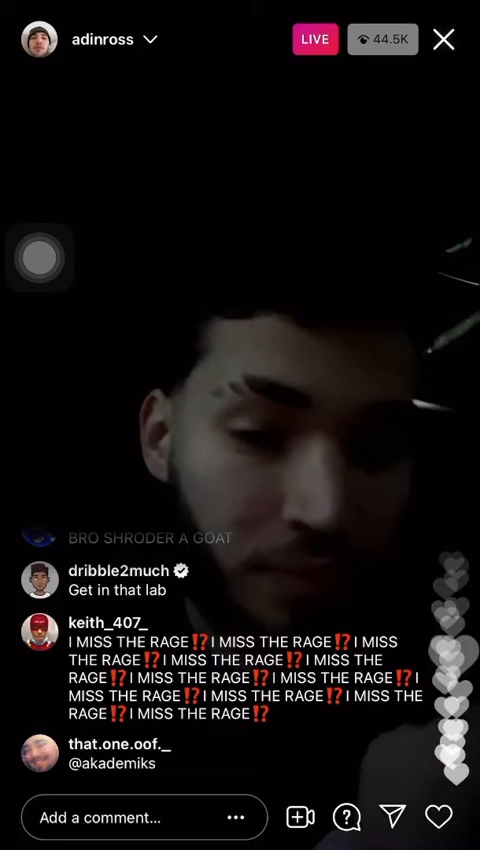 adinross
LIVE
44.5K
BRO SHRODER A GOAT
dribble2much
Get in that lab
keith_407_
I MISS THE RAGE⁉️I MISS THE RAGE⁉️I MISS
THE RAGE⁉️I MISS THE RAGE⁉️I MISS THE
RAGE⁉️I MISS THE RAGE⁉️I MISS THE RAGE⁉️I
MISS THE RAGE⁉️I MISS THE RAGE⁉️I MISS THE
RAGE⁉️I MISS THE RAGE⁉️
that.one.oof._
@akademiks
Add a comment...